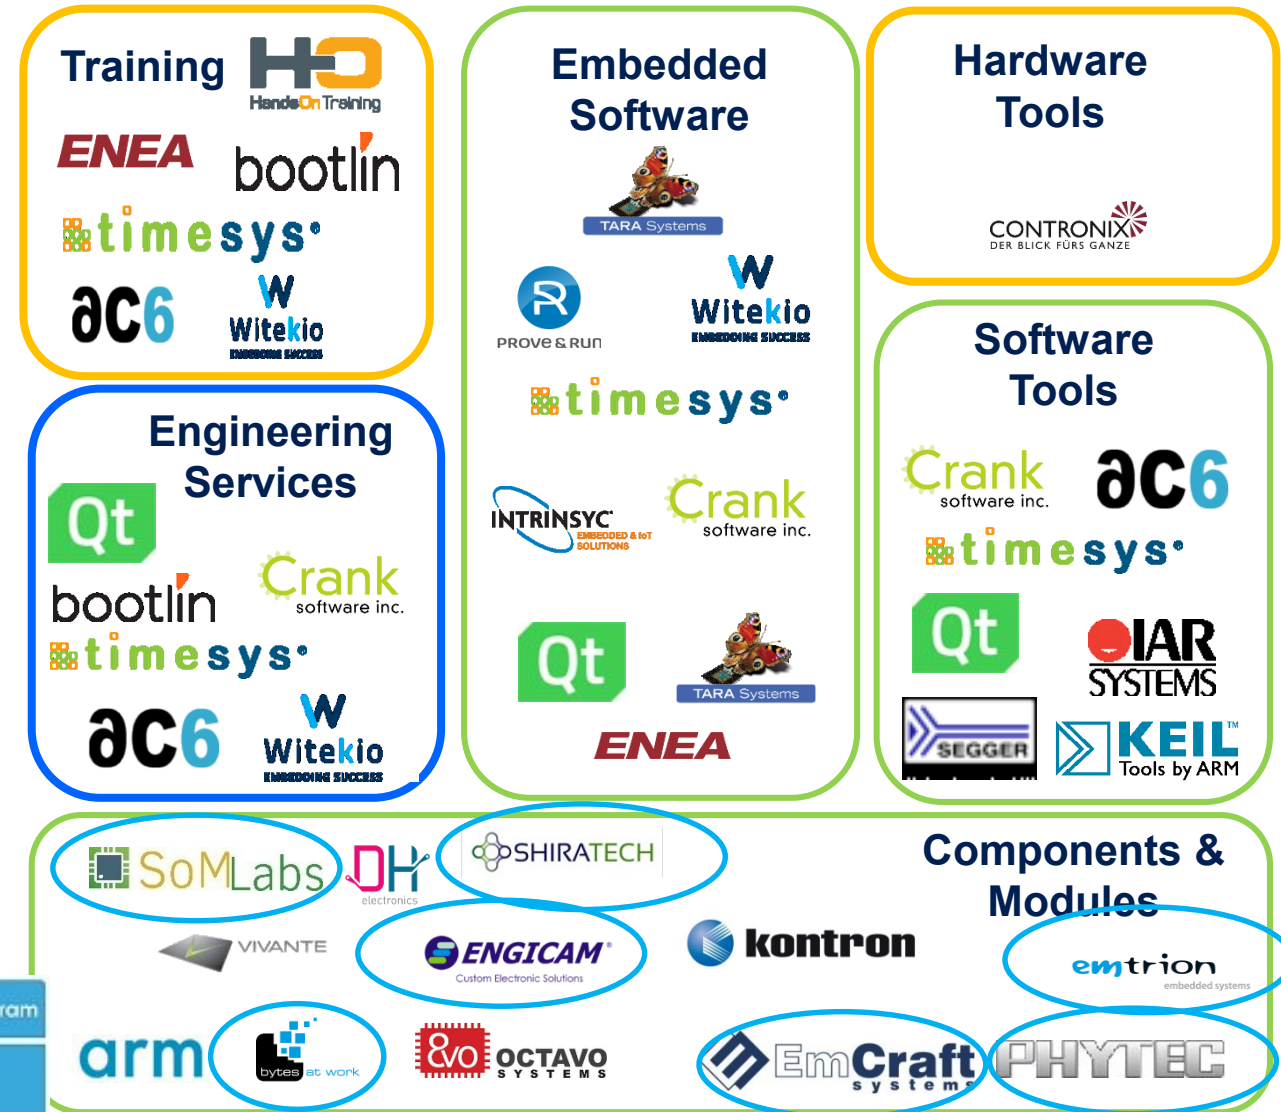 Training
HandsOn Training
ENEA
bootlin
timesys
ac6
Witekio
EMBEDDING SUCCESS
Embedded
Software
TARA Systems
PROVE & RUN
Witekio
EMBEDDING SUCCESS
timesys
INTRINSYC
EMBEDDED & IoT
SOLUTIONS
Crank
software inc.
Qt
TARA Systems
ENEA
Hardware
Tools
CONTRONIX
DER BLICK FÜRS GANZE
Engineering
Services
Qt
Crank
software inc.
bootlin
timesys
ac6
Witekio
EMBEDDING SUCCESS
Software
Tools
Crank
software inc.
ac6
timesys
Qt
IAR
SYSTEMS
SEGGER
KEIL™
Tools by ARM
Components &
Modules
SoMLabs
DH
electronics
SHIRATECH
VIVANTE
ENGICAM
Custom Electronic Solutions
kontron
emtrion
embedded systems
ram
arm
bytes at work
OCTAVO
SYSTEMS
EmCraft
systems
PHYTEC